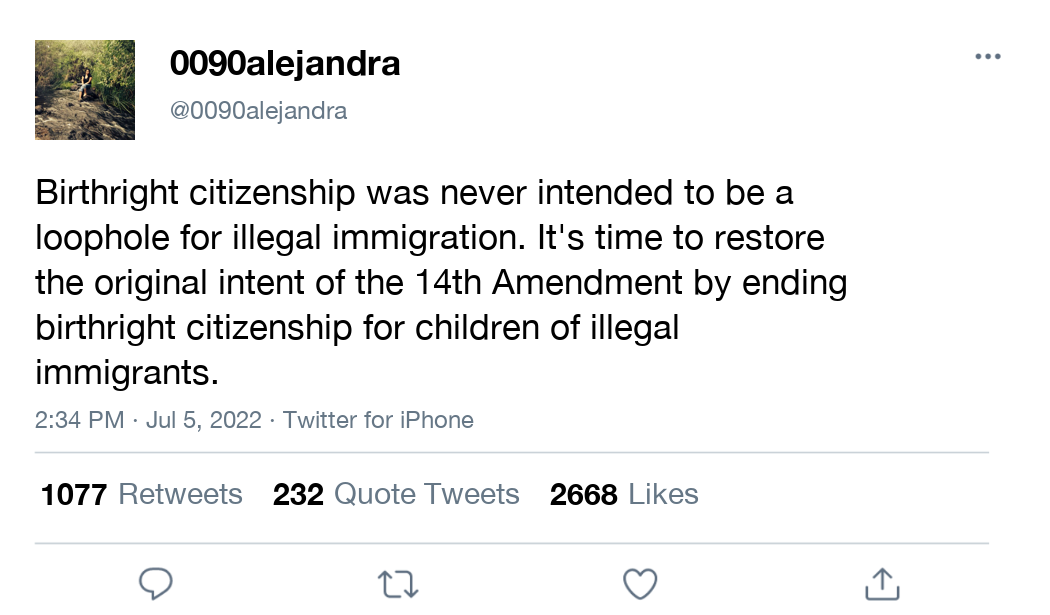 0090alejandra
@0090alejandra
Birthright citizenship was never intended to be a
loophole for illegal immigration. It's time to restore
the original intent of the 14th Amendment by ending
birthright citizenship for children of illegal
immigrants.
2:34 PM · Jul 5, 2022 · Twitter for iPhone
1077 Retweets 232 Quote Tweets 2668 Likes